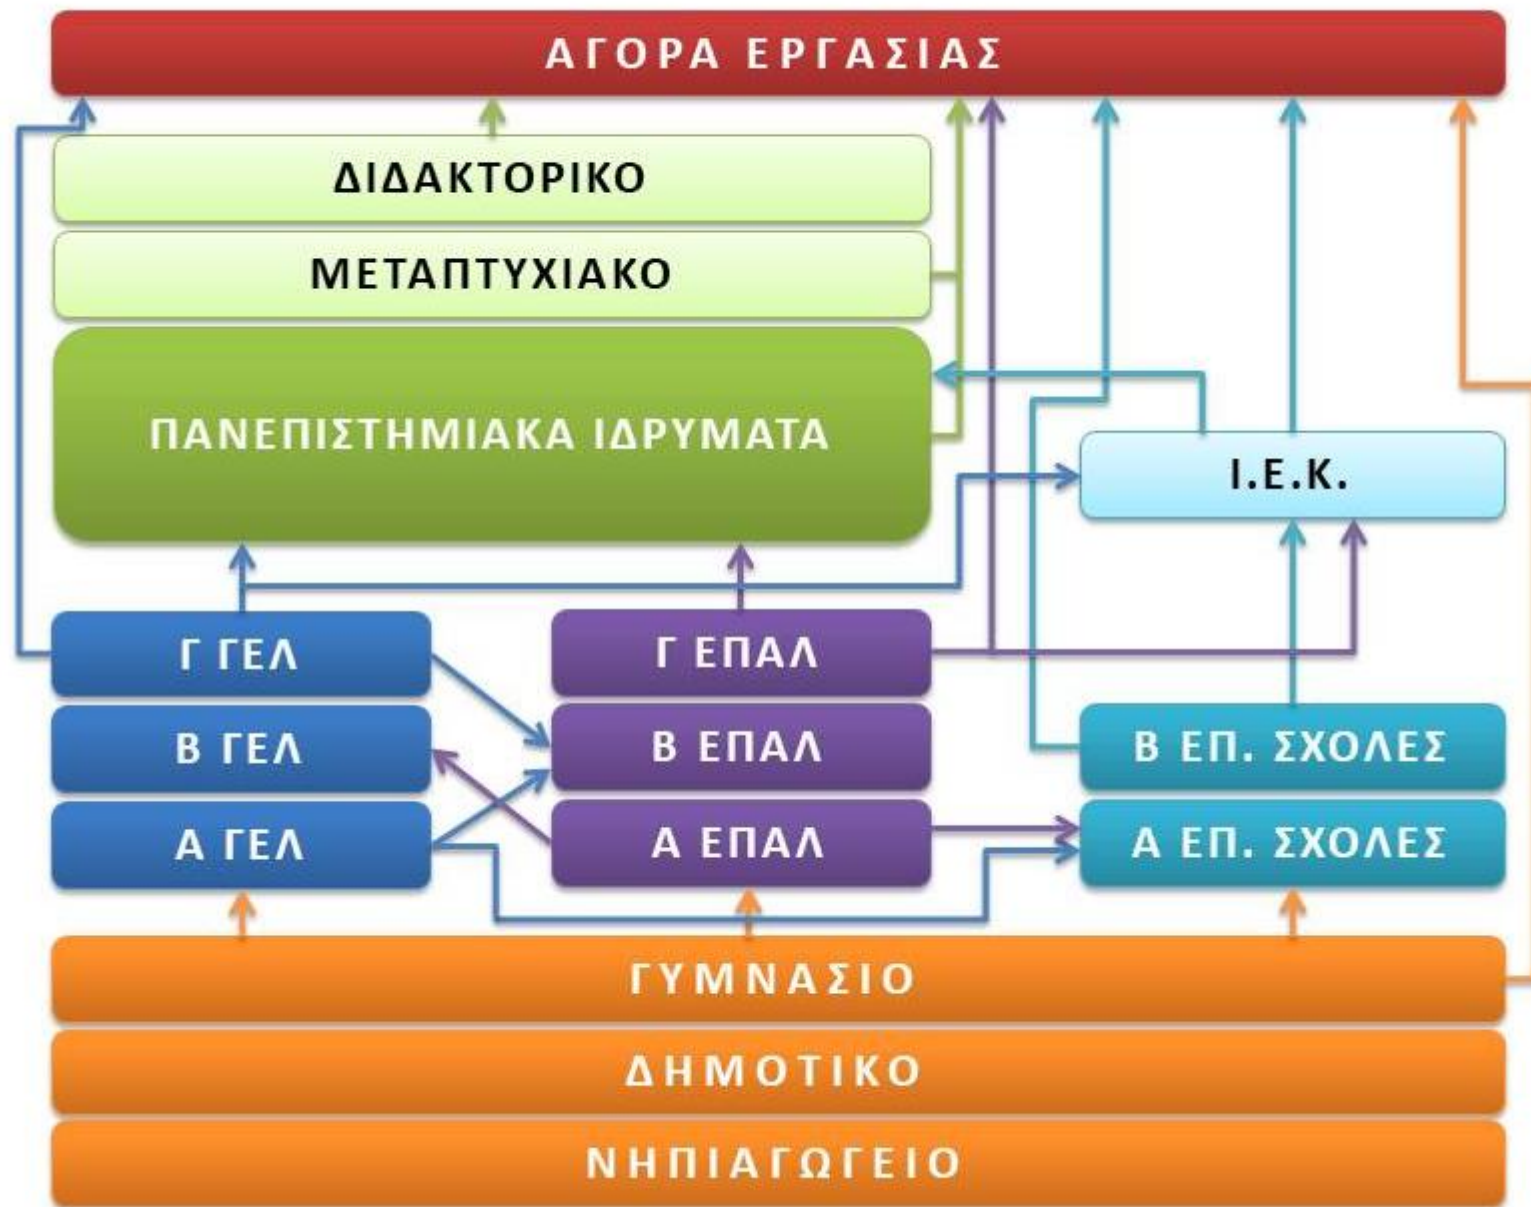 ΑΓΟΡΑ ΕΡΓΑΣΙΑΣ
ΔΙΔΑΚΤΟΡΙΚΟ
ΜΕΤΑΠΤΥΧΙΑΚΟ
ΠΑΝΕΠΙΣΤΗΜΙΑΚΑ ΙΔΡΥΜΑΤΑ
Ι.Ε.Κ.
Γ ΓΕΛ
Γ ΕΠΑΛ
Β ΓΕΛ
Β ΕΠΑΛ
Β ΕΠ. ΣΧΟΛΕΣ
Α ΓΕΛ
Α ΕΠΑΛ
Α ΕΠ. ΣΧΟΛΕΣ
ΓΥΜΝΑΣΙΟ
ΔΗΜΟΤΙΚΟ
ΝΗΠΙΑΓΩΓΕΙΟ